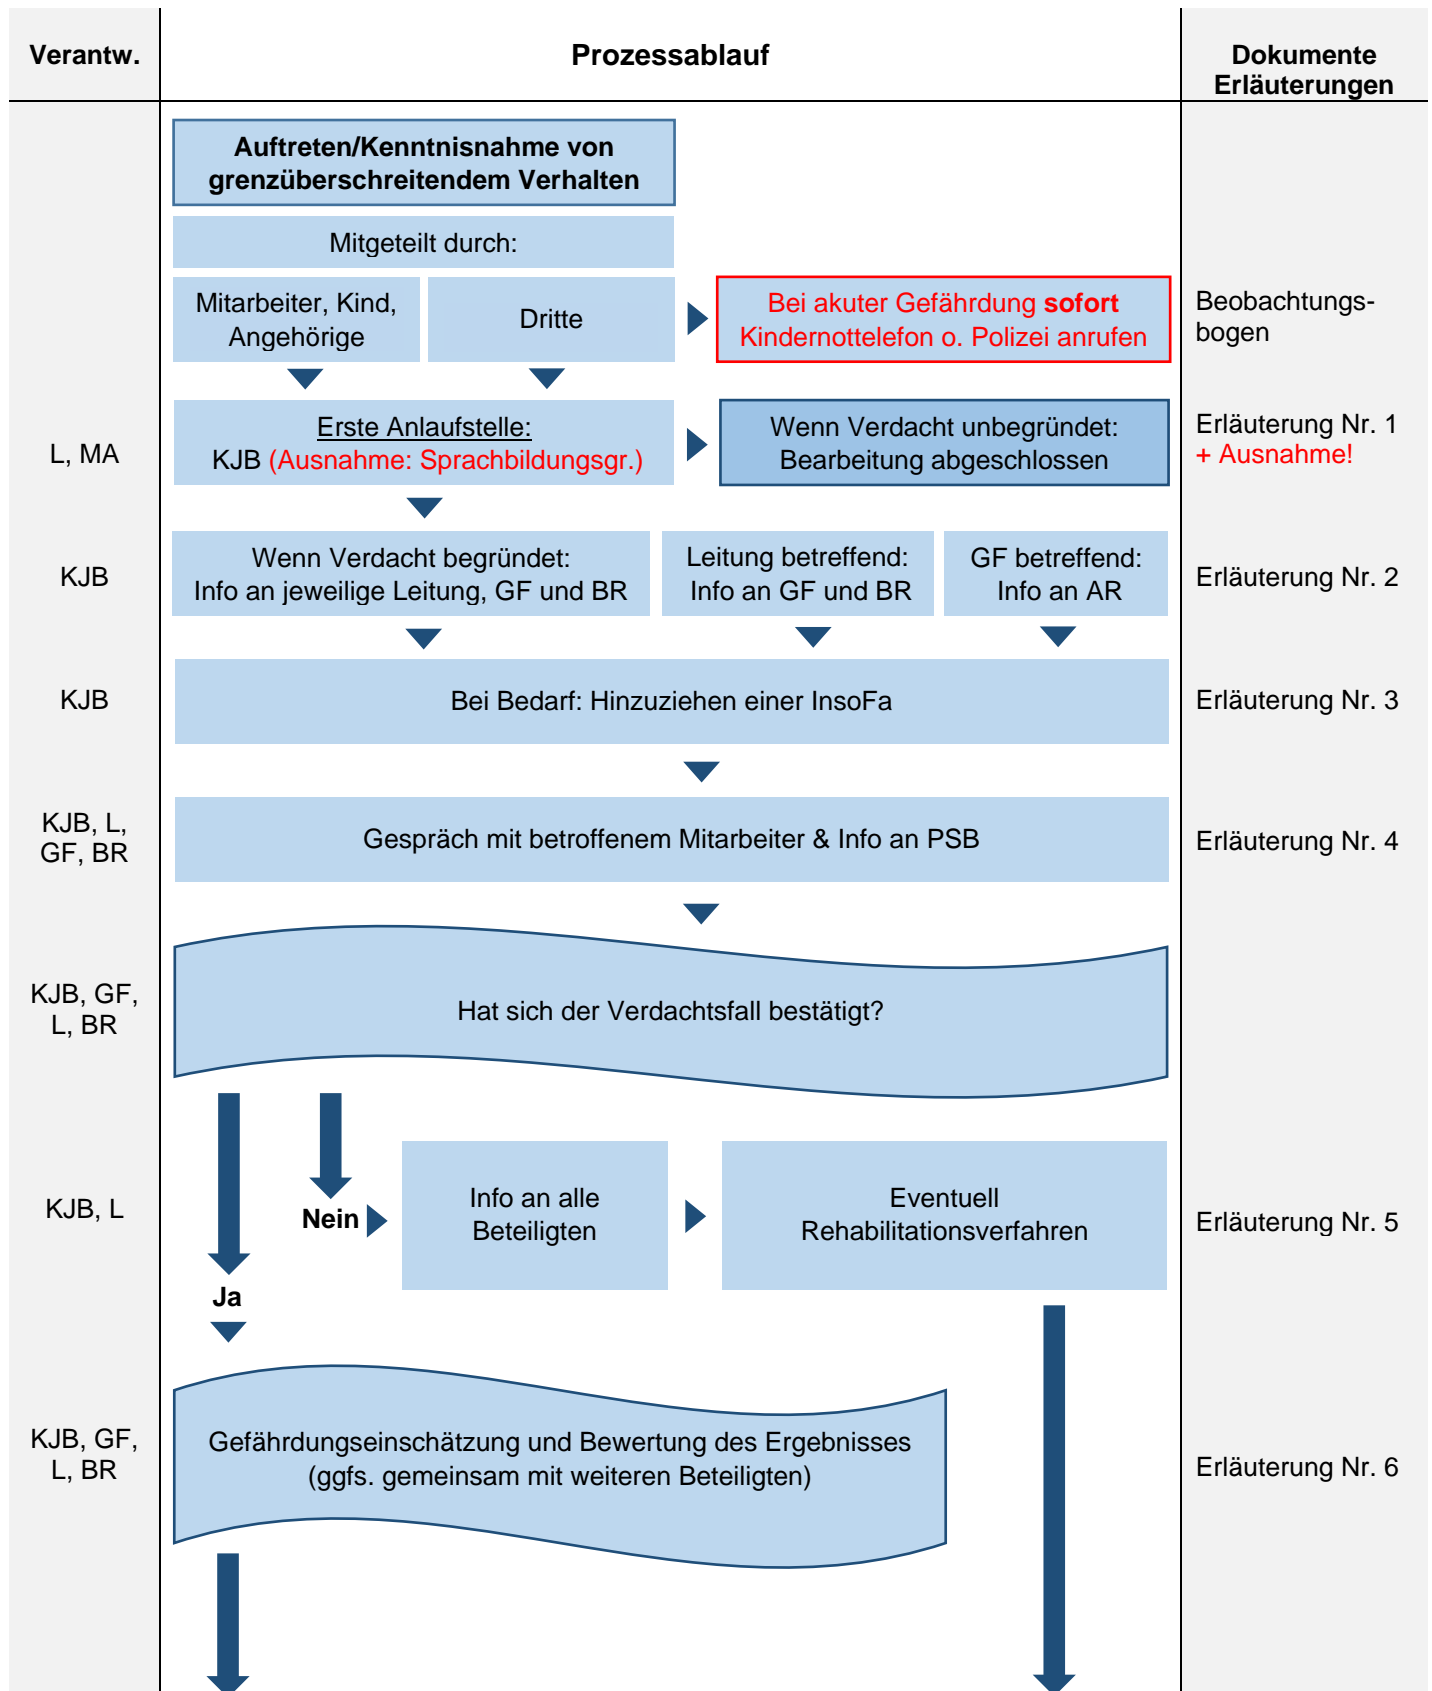 Verantw.
Prozessablauf
Dokumente
Erläuterungen
Auftreten/Kenntnisnahme von
grenzüberschreitendem Verhalten
Mitgeteilt durch:
Mitarbeiter, Kind,
Angehörige
Dritte
Bei akuter Gefährdung sofort
Kindernottelefon o. Polizei anrufen
Beobachtungs-
bogen
L, MA
Erste Anlaufstelle:
KJB (Ausnahme: Sprachbildungsgr.)
Wenn Verdacht unbegründet:
Bearbeitung abgeschlossen
Erläuterung Nr. 1
+ Ausnahme!
KJB
Wenn Verdacht begründet:
Info an jeweilige Leitung, GF und BR
Leitung betreffend:
Info an GF und BR
GF betreffend:
Info an AR
Erläuterung Nr. 2
KJB
Bei Bedarf: Hinzuziehen einer InsoFa
Erläuterung Nr. 3
KJB, L,
GF, BR
Gespräch mit betroffenem Mitarbeiter & Info an PSB
Erläuterung Nr. 4
KJB, GF,
L, BR
Hat sich der Verdachtsfall bestätigt?
KJB, L
Nein
Info an alle
Beteiligten
Eventuell
Rehabilitationsverfahren
Erläuterung Nr. 5
Ja
KJB, GF,
L, BR
Gefährdungseinschätzung und Bewertung des Ergebnisses
(ggfs. gemeinsam mit weiteren Beteiligten)
Erläuterung Nr. 6